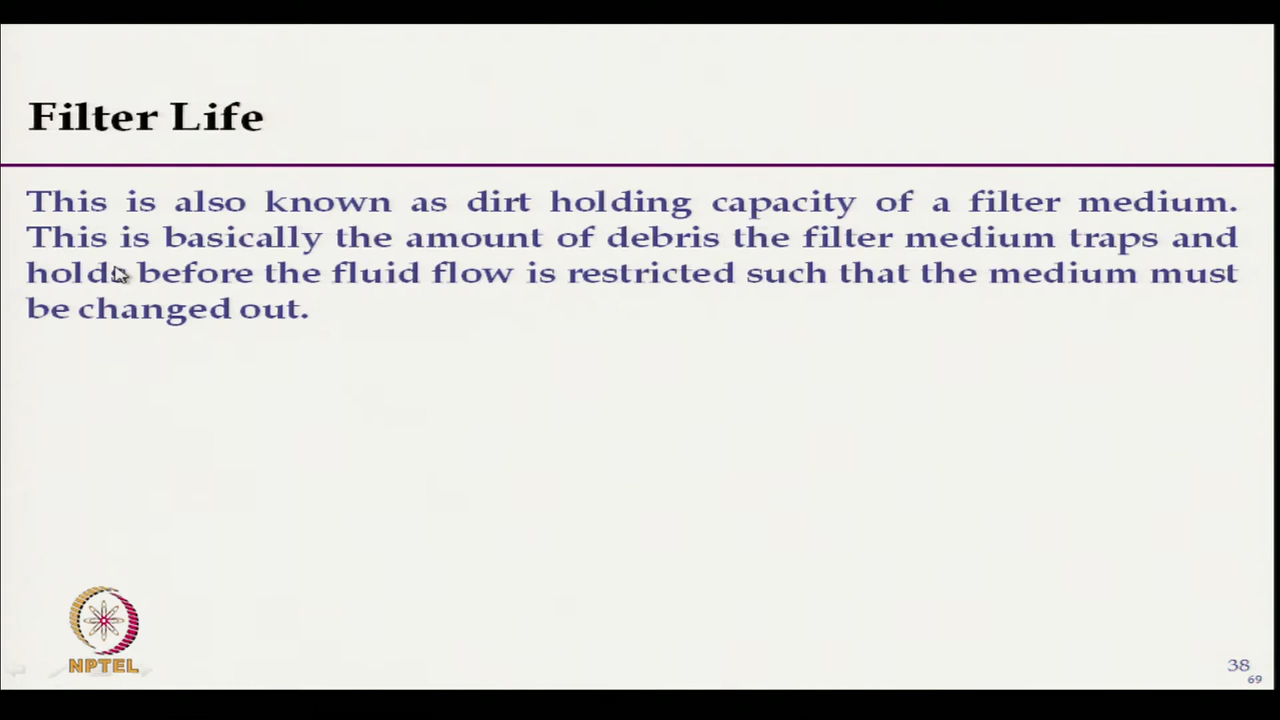 Filter Life
This is also known as dirt holding capacity of a filter medium.
This is basically the amount of debris the filter medium traps and
holds before the fluid flow is restricted such that the medium must
be changed out.
NPTEL
38
69